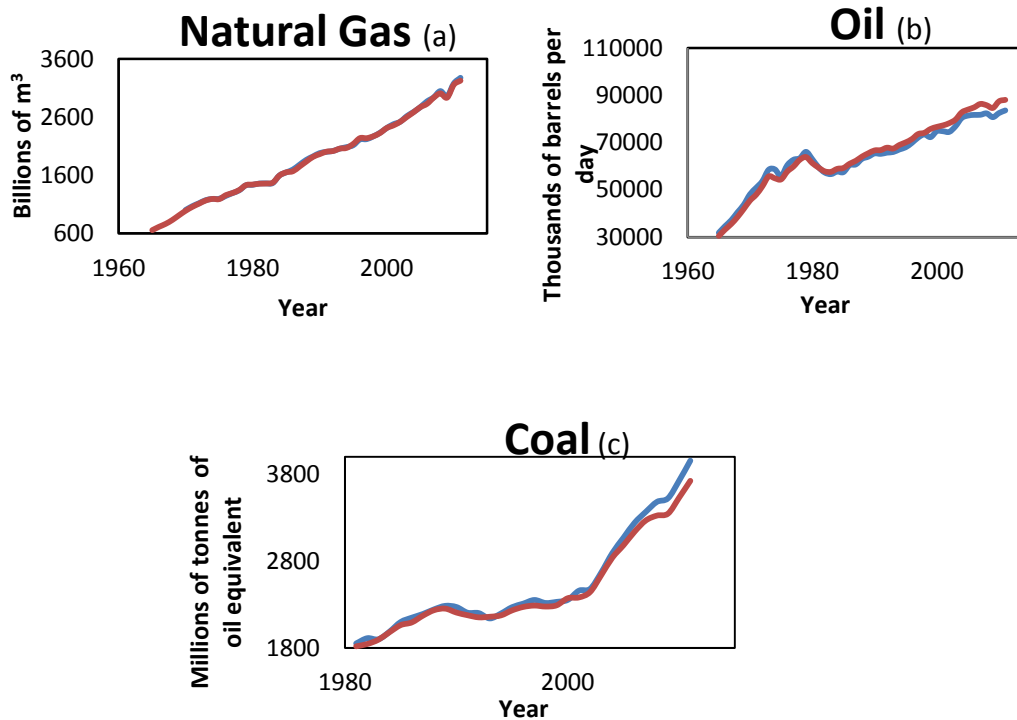 Natural Gas (a)
Billions of m³
3600
2600
1600
600
1960
1980
2000
Year
Oil (b)
Thousands of barrels per
day
110000
90000
70000
50000
30000
1960
1980
2000
Year
Coal (c)
Millions of tonnes of
oil equivalent
3800
2800
1800
1980
2000
Year